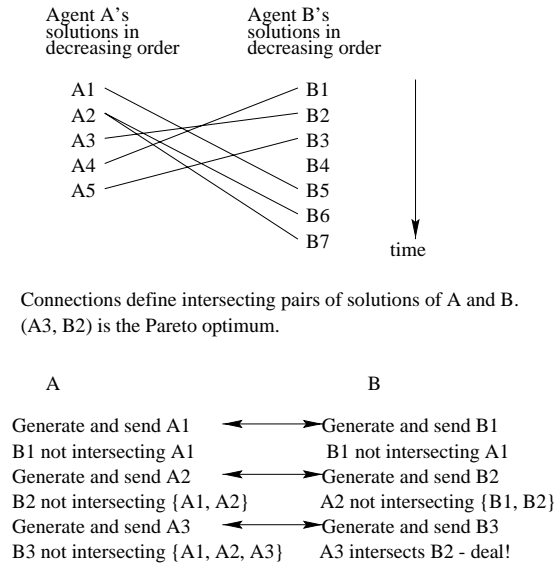 Agent A's
solutions in
decreasing order
Agent B's
solutions in
decreasing order
A1
A2
A3
A4
A5
B1
B2
B3
B4
B5
B6
B7
time
Connections define intersecting pairs of solutions of A and B.
(A3, B2) is the Pareto optimum.
A B
Generate and send A1 Generate and send B1
B1 not intersecting A1 B1 not intersecting A1
Generate and send A2 Generate and send B2
B2 not intersecting {A1, A2} A2 not intersecting {B1, B2}
Generate and send A3 Generate and send B3
B3 not intersecting {A1, A2, A3} A3 intersects B2 - deal!